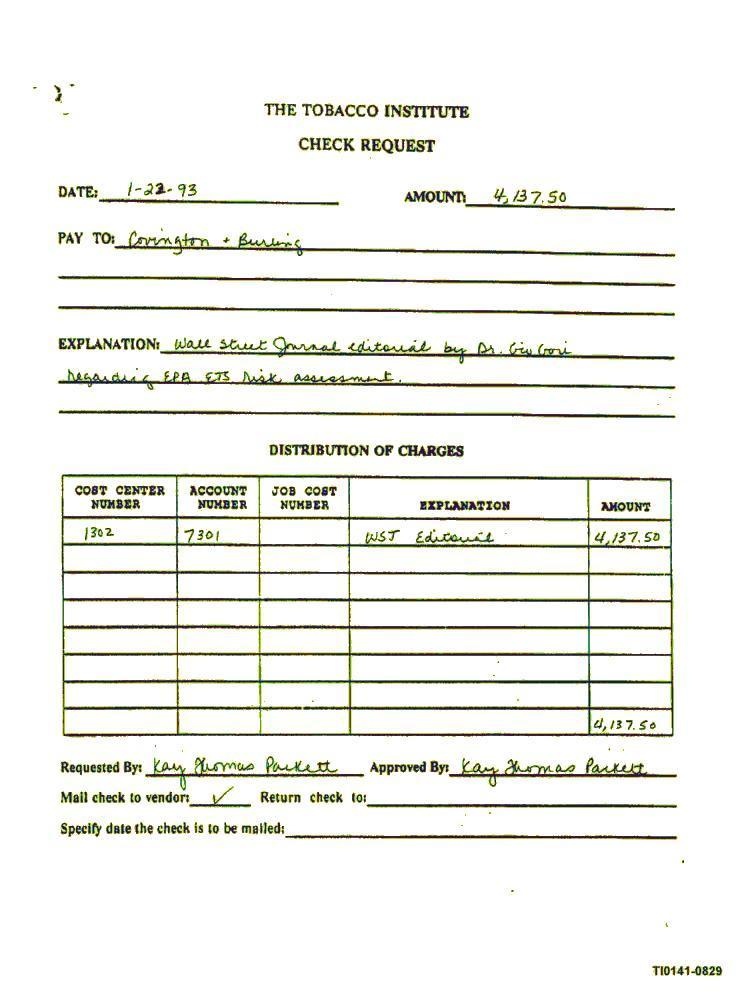 THE TOBACCO INSTITUTE
CHECK REQUEST
DATE: 1-22-93 AMOUNT: 4,137.50
PAY TO: Covington + Burling
EXPLANATION: Wall Street Journal editorial by Dr. Gio Gori
regarding EPA ETS risk assessment.
DISTRIBUTION OF CHARGES
COST CENTER NUMBER ACCOUNT NUMBER JOB COST NUMBER EXPLANATION AMOUNT
1302 7301 WSJ Editorial 4,137.50
4,137.50
Requested By: Kay Thomas Packett Approved By: Kay Thomas Packett
Mail check to vendor: ✓ Return check to:
Specify date the check is to be mailed:
TI0141-0829